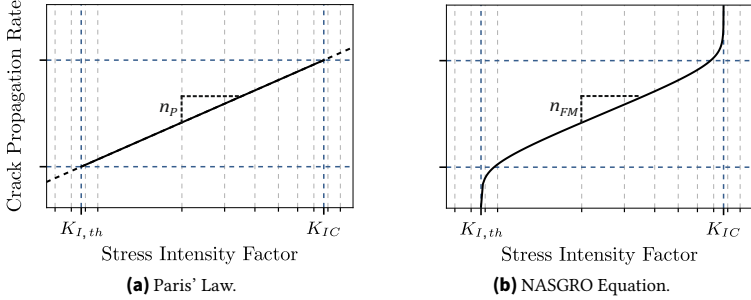 Crack Propagation Rate
n_P
K_{I, th}
K_{IC}
Stress Intensity Factor
(a) Paris’ Law.
n_{FM}
K_{I, th}
K_{IC}
Stress Intensity Factor
(b) NASGRO Equation.